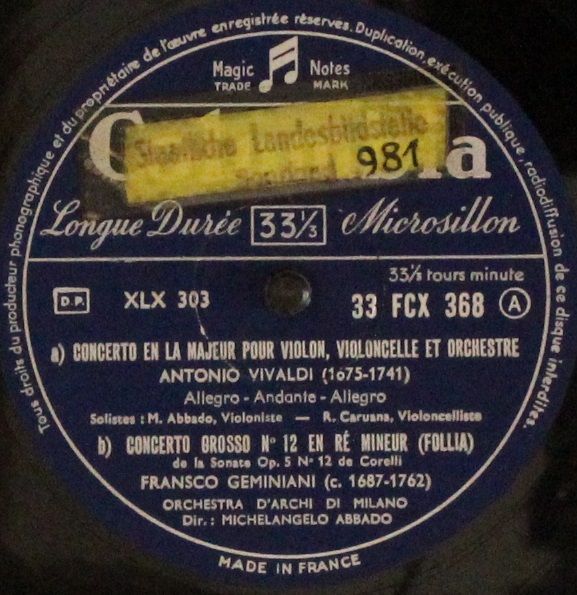 Tous droits du producteur phonographique et du propriétaire de l'œuvre enregistrée réservés. Duplication, exécution publique, radiodiffusion de ce disque interdites.
Magic Notes
TRADE MARK
C a
Staatliche Landesbildstelle
981
Longue Durée 33⅓ Microsillon
33⅓ tours minute
D.P. XLX 303 33 FCX 368 A
a) CONCERTO EN LA MAJEUR POUR VIOLON, VIOLONCELLE ET ORCHESTRE
ANTONIO VIVALDI (1675-1741)
Allegro - Andante - Allegro
Solistes : M. Abbado, Violoniste — R. Caruana, Violoncelliste
b) CONCERTO GROSSO N° 12 EN RÉ MINEUR (FOLLIA)
de la Sonate Op. 5 N° 12 de Corelli
FRANSCO GEMINIANI (c. 1687-1762)
ORCHESTRA D'ARCHI DI MILANO
Dir.: MICHELANGELO ABBADO
MADE IN FRANCE